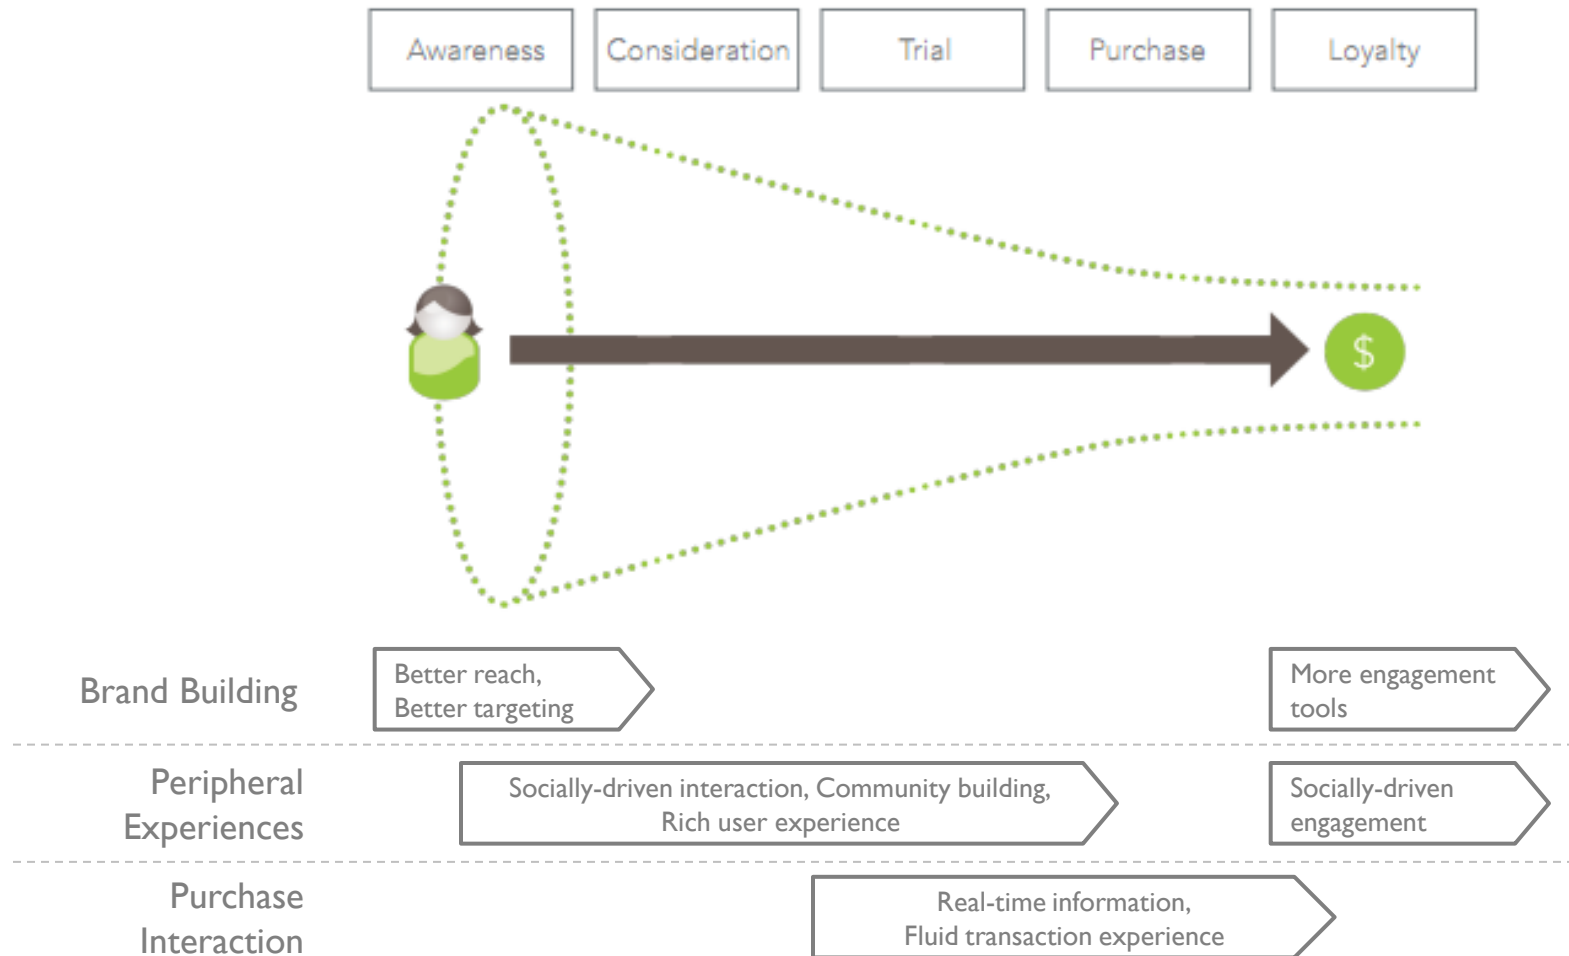 Awareness
Consideration
Trial
Purchase
Loyalty
$
Brand Building
Better reach,
Better targeting
More engagement
tools
Peripheral
Experiences
Socially-driven interaction, Community building,
Rich user experience
Socially-driven
engagement
Purchase
Interaction
Real-time information,
Fluid transaction experience